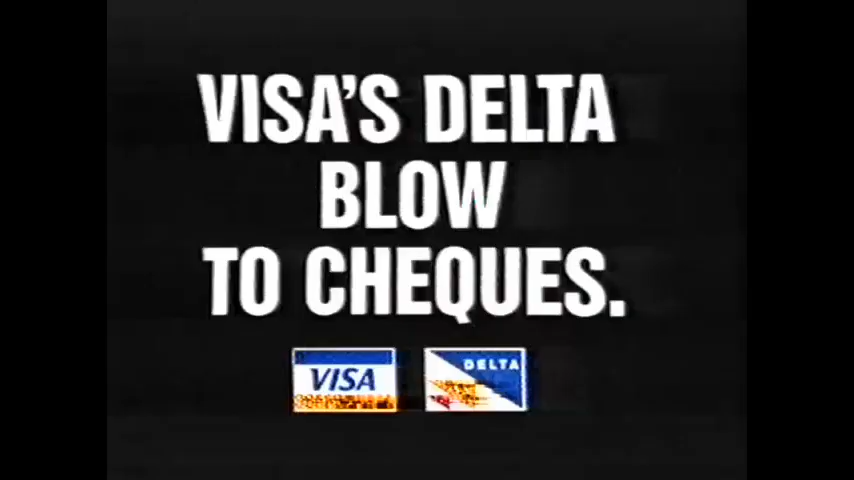 VISA'S DELTA
BLOW
TO CHEQUES.
VISA
DELTA